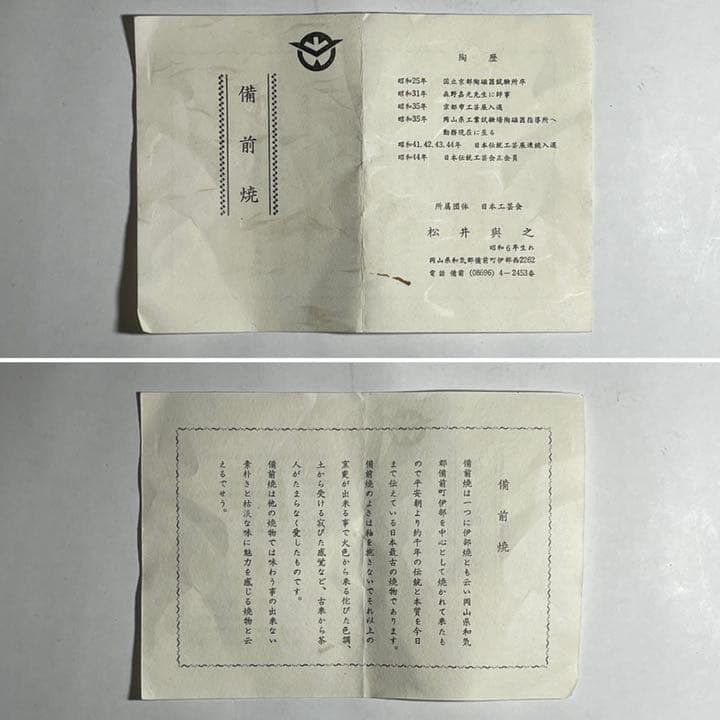 備前焼
陶歴
昭和25年 国立京都陶磁器試験所卒
昭和31年 森野嘉光先生に師事
昭和35年 京都市工芸展入選
昭和35年 岡山県工業試験場陶磁器指導所へ
勤務現在に至る
昭和41,42,43,44年 日本伝統工芸展連続入選
昭和44年 日本伝統工芸会正会員
所属団体 日本工芸会
松井與之
昭和6年生れ
岡山県和気郡備前町伊部西2262
電話 備前 (08696) 4-2453番
備前焼
備前焼は一つに伊部焼とも云い岡山県和気
郡備前町伊部を中心として焼かれて来たも
ので平安朝より約千年の伝統と本質を今日
まで伝えている日本最古の焼物であります。
備前焼のよさは釉を施さないでそれ以上の
窯変が出来る事で火色から来る侘びた色調、
土から受ける寂びた感覚など、古来から茶
人がたまらなく愛したものです。
備前焼は他の焼物では味わう事の出来ない
素朴さと枯淡な味に魅力を感じる焼物と云
えるでせう。